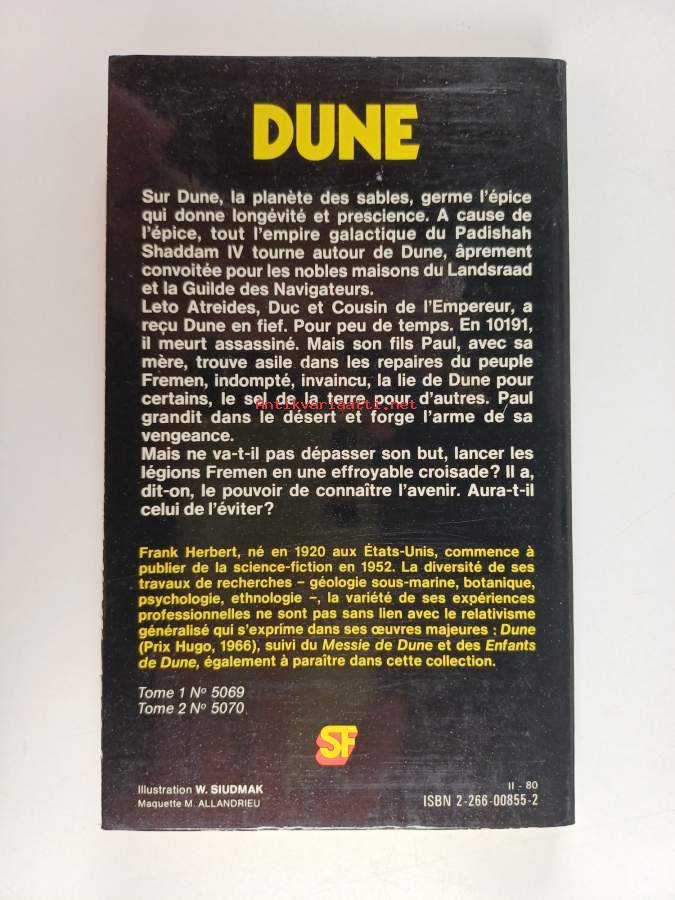 DUNE
Sur Dune, la planète des sables, germe l'épice
qui donne longévité et prescience. A cause de
l'épice, tout l'empire galactique du Padishah
Shaddam IV tourne autour de Dune, âprement
convoitée pour les nobles maisons du Landsraad
et la Guilde des Navigateurs.
Leto Atreides, Duc et Cousin de l'Empereur, a
reçu Dune en fief. Pour peu de temps. En 10191,
il meurt assassiné. Mais son fils Paul, avec sa
mère, trouve asile dans les repaires du peuple
Fremen, indompté, invaincu, la lie de Dune pour
certains, le sel de la terre pour d'autres. Paul
Antikvariaatti.net
grandit dans le désert et forge l'arme de sa
vengeance.
Mais ne va-t-il pas dépasser son but, lancer les
légions Fremen en une effroyable croisade? Il a,
dit-on, le pouvoir de connaître l'avenir. Aura-t-il
celui de l'éviter?
Frank Herbert, né en 1920 aux États-Unis, commence à
publier de la science-fiction en 1952. La diversité de ses
travaux de recherches – géologie sous-marine, botanique,
psychologie, ethnologie –, la variété de ses expériences
professionnelles ne sont pas sans lien avec le relativisme
généralisé qui s'exprime dans ses œuvres majeures : Dune
(Prix Hugo, 1966), suivi du Messie de Dune et des Enfants
de Dune, également à paraître dans cette collection.
Tome 1 Nº 5069
Tome 2 Nº 5070
SF
Illustration W. SIUDMAK
Maquette M. ALLANDRIEU
II - 80
ISBN 2-266-00855-2